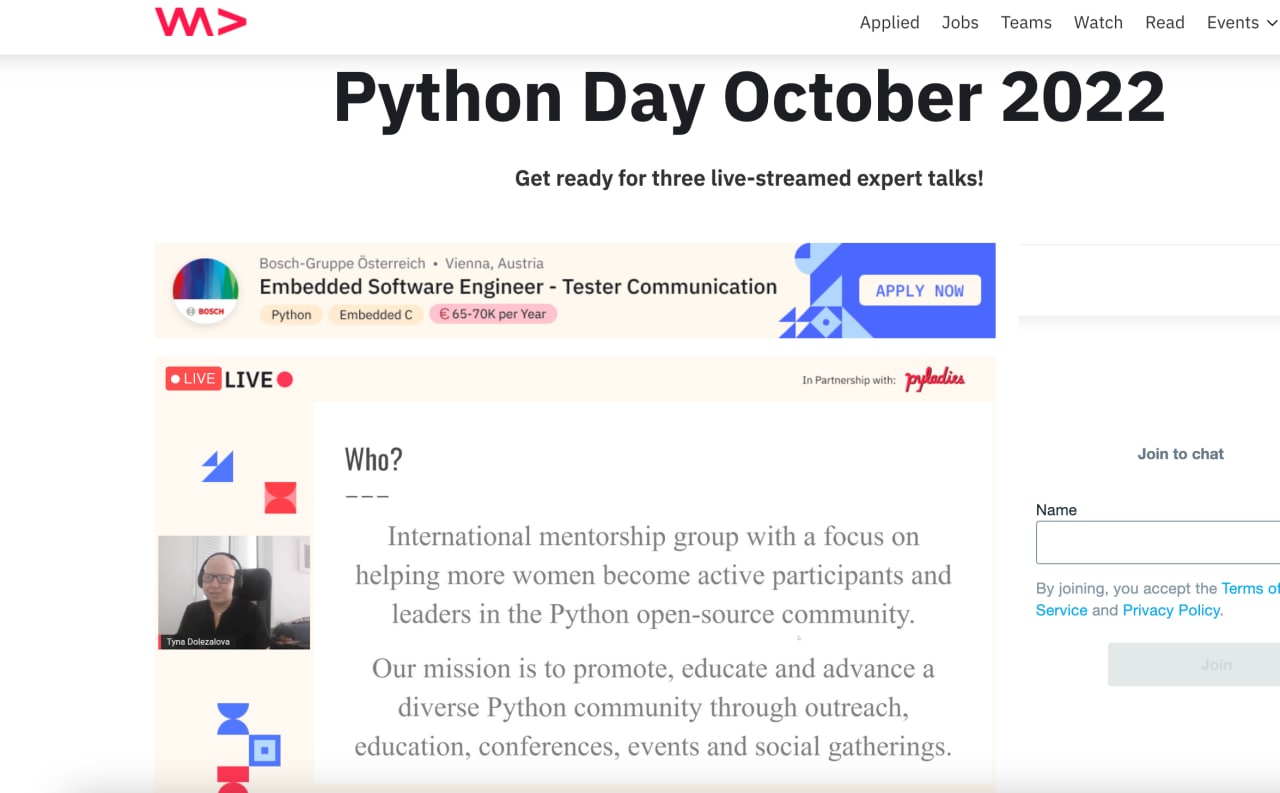 Applied Jobs Teams Watch Read Events
Python Day October 2022
Get ready for three live-streamed expert talks!
Bosch-Gruppe Österreich • Vienna, Austria
Embedded Software Engineer - Tester Communication
Python Embedded C € 65-70K per Year
BOSCH
APPLY NOW
LIVE LIVE
In Partnership with: pyladies
Who?
___
International mentorship group with a focus on
helping more women become active participants and
leaders in the Python open-source community.
Our mission is to promote, educate and advance a
diverse Python community through outreach,
education, conferences, events and social gatherings.
Tyna Dolezalova
Join to chat
Name
By joining, you accept the Terms of
Service and Privacy Policy.
Join